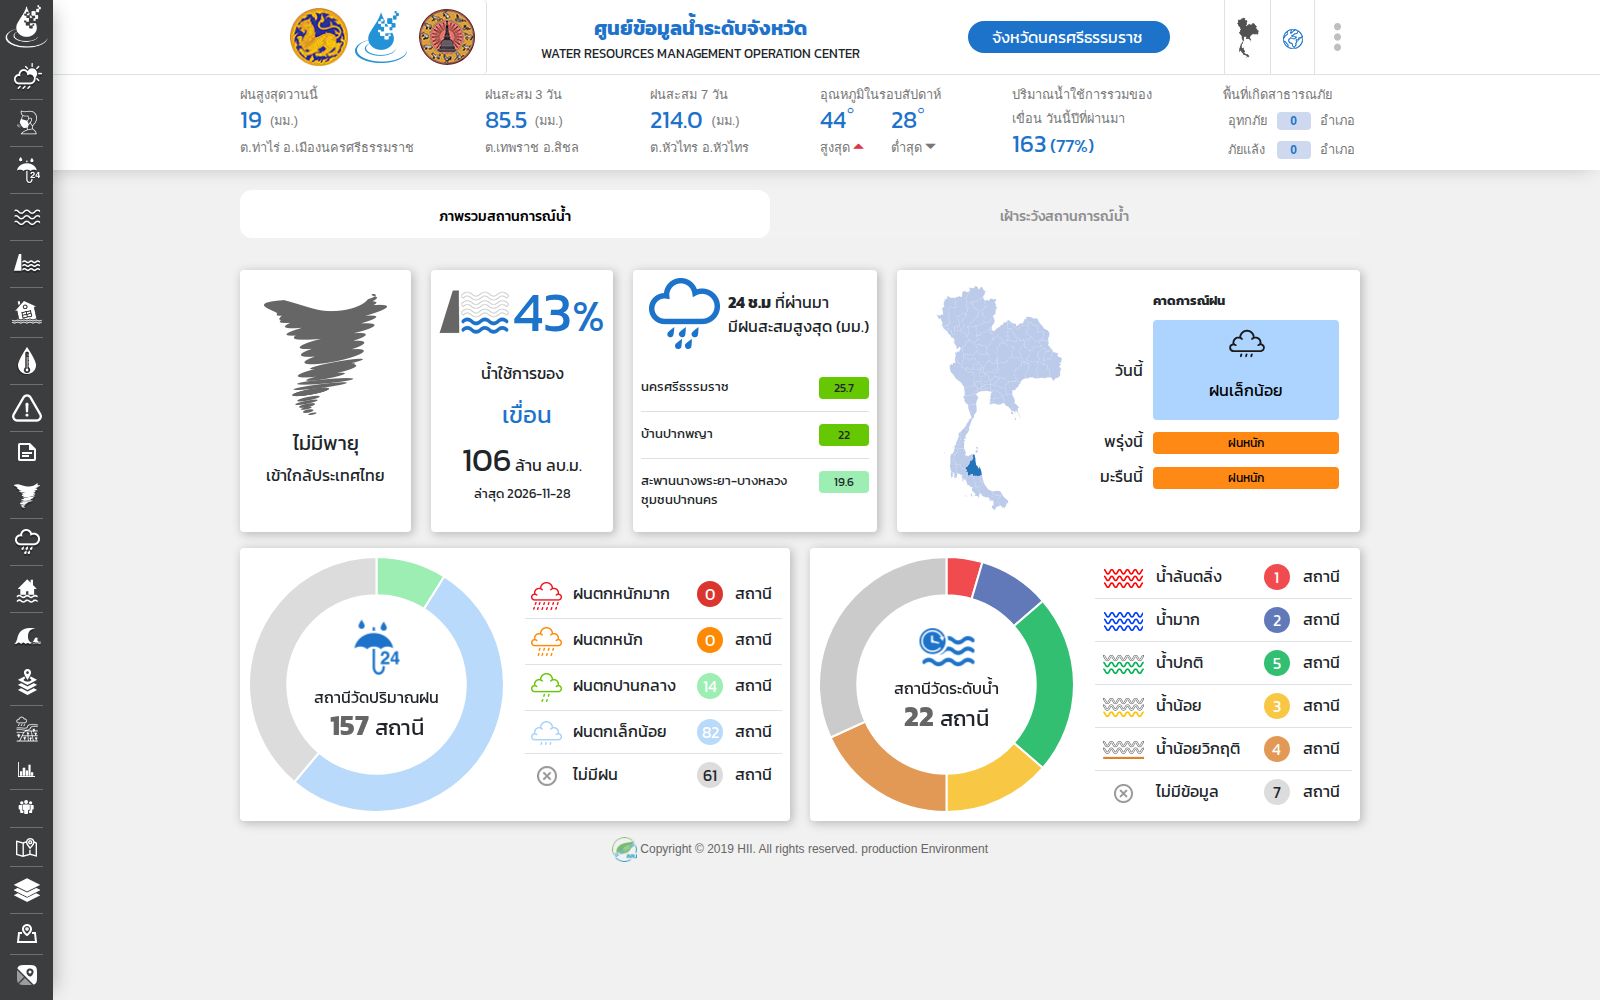 ศูนย์ข้อมูลน้ำระดับจังหวัด
WATER RESOURCES MANAGEMENT OPERATION CENTER
จังหวัดนครศรีธรรมราช
ฝนสูงสุดวานนี้
19 (มม.)
ต.ท่าไร่ อ.เมืองนครศรีธรรมราช
ฝนสะสม 3 วัน
85.5 (มม.)
ต.เทพราช อ.สิชล
ฝนสะสม 7 วัน
214.0 (มม.)
ต.หัวไทร อ.หัวไทร
อุณหภูมิในรอบสัปดาห์
44° 28°
สูงสุด ต่ำสุด
ปริมาณน้ำใช้การรวมของ
เขื่อน วันนี้ปีที่ผ่านมา
163 (77%)
พื้นที่เกิดสาธารณภัย
อุทกภัย 0 อำเภอ
ภัยแล้ง 0 อำเภอ
ภาพรวมสถานการณ์น้ำ
เฝ้าระวังสถานการณ์น้ำ
ไม่มีพายุ
เข้าใกล้ประเทศไทย
43%
น้ำใช้การของ
เขื่อน
106 ล้าน ลบ.ม.
ล่าสุด 2026-11-28
24 ช.ม ที่ผ่านมา
มีฝนสะสมสูงสุด (มม.)
นครศรีธรรมราช 25.7
บ้านปากพญา 22
สะพานนางพระยา-บางหลวง 19.6
ชุมชนปากนคร
คาดการณ์ฝน
วันนี้
ฝนเล็กน้อย
พรุ่งนี้ ฝนหนัก
มะรืนนี้ ฝนหนัก
24
สถานีวัดปริมาณฝน
157 สถานี
ฝนตกหนักมาก 0 สถานี
ฝนตกหนัก 0 สถานี
ฝนตกปานกลาง 14 สถานี
ฝนตกเล็กน้อย 82 สถานี
ไม่มีฝน 61 สถานี
สถานีวัดระดับน้ำ
22 สถานี
น้ำล้นตลิ่ง 1 สถานี
น้ำมาก 2 สถานี
น้ำปกติ 5 สถานี
น้ำน้อย 3 สถานี
น้ำน้อยวิกฤติ 4 สถานี
ไม่มีข้อมูล 7 สถานี
Copyright © 2019 HII. All rights reserved. production Environment
24